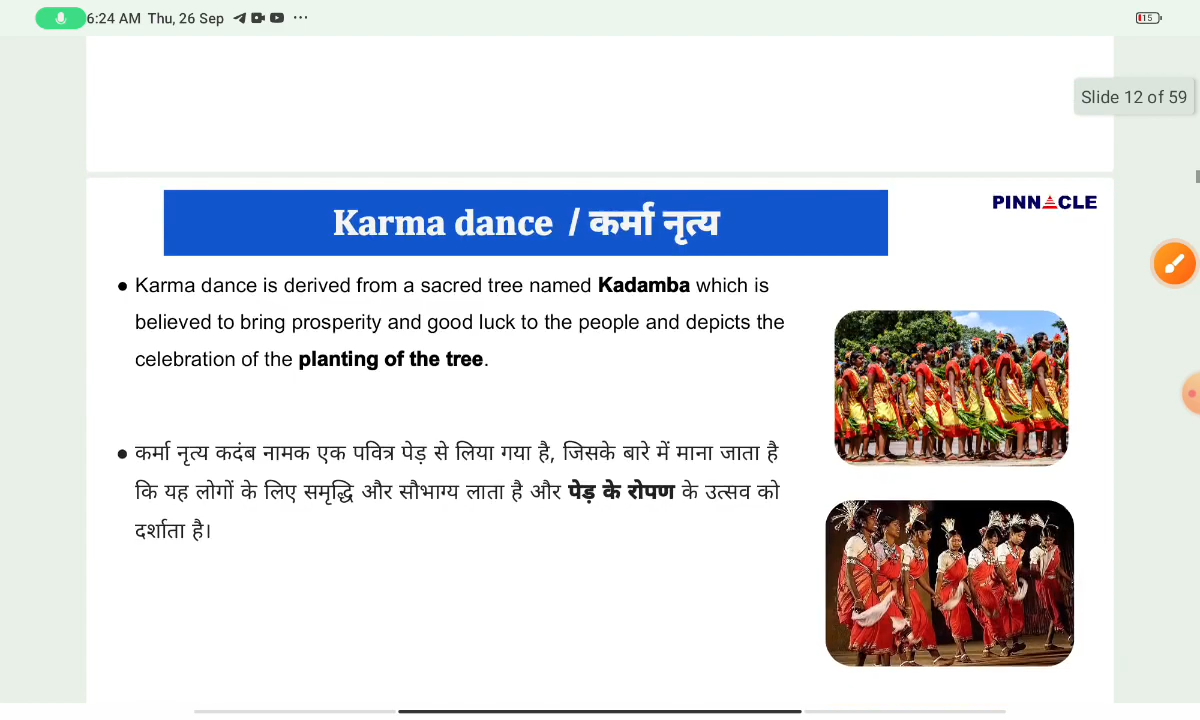 6:24 AM Thu, 26 Sep
15
Slide 12 of 59
PINNACLE
Karma dance / कर्मा नृत्य
● Karma dance is derived from a sacred tree named Kadamba which is
believed to bring prosperity and good luck to the people and depicts the
celebration of the planting of the tree.
● कर्मा नृत्य कदंब नामक एक पवित्र पेड़ से लिया गया है, जिसके बारे में माना जाता है
कि यह लोगों के लिए समृद्धि और सौभाग्य लाता है और पेड़ के रोपण के उत्सव को
दर्शाता है।